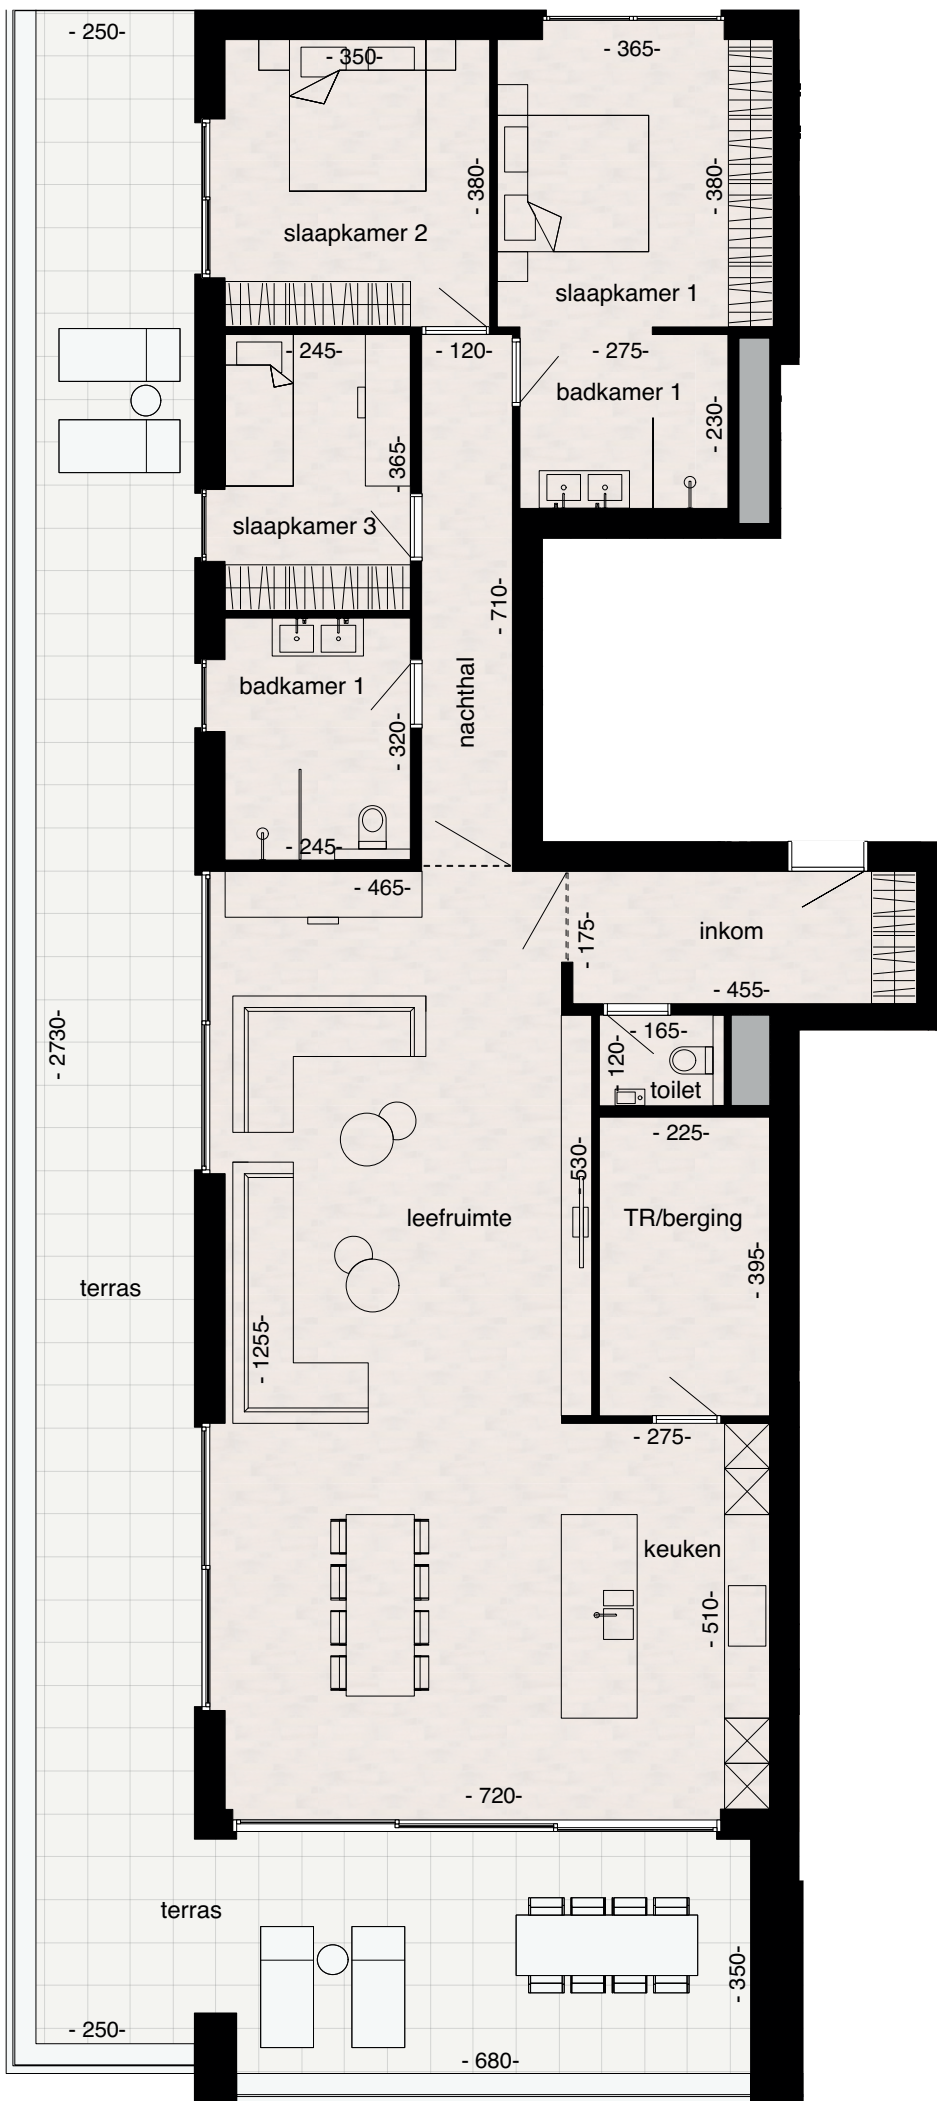 - 250-
- 350-
- 365-
- 380-
- 380-
slaapkamer 2
slaapkamer 1
- 245-
- 120-
- 275-
badkamer 1
- 230-
- 365-
slaapkamer 3
- 710-
badkamer 1
nachthal
- 320-
- 245-
- 465-
inkom
- 175-
- 455-
- 2730-
- 165-
- 120-
toilet
- 225-
- 530-
leefruimte
TR/berging
- 395-
terras
- 1255-
- 275-
keuken
- 510-
- 720-
terras
- 350-
- 250-
- 680-